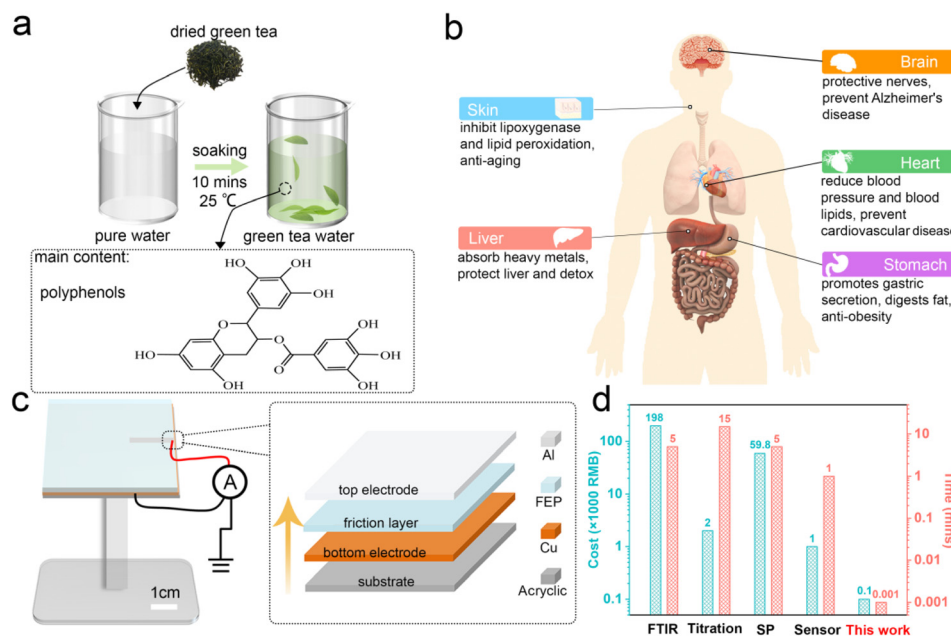 a
dried green tea
soaking
10 mins
25 ℃
pure water
green tea water
main content:
polyphenols
OH
HO
OH
HO
O
OH
O
O
OH
OH
OH
OH
b
Brain
protective nerves,
prevent Alzheimer's
disease
Skin
inhibit lipoxygenase
and lipid peroxidation,
anti-aging
Heart
reduce blood
pressure and blood
lipids, prevent
cardiovascular disease
Liver
absorb heavy metals,
protect liver and detox
Stomach
promotes gastric
secretion, digests fat,
anti-obesity
c
A
1cm
top electrode
friction layer
bottom electrode
substrate
Al
FEP
Cu
Acrylic
d
Cost (×1000 RMB)
100
10
1
0.1
198
5
2
15
59.8
5
1
1
0.1
0.001
FTIR
Titration
SP
Sensor
This work
10
1
0.1
0.01
0.001
Time (mins)